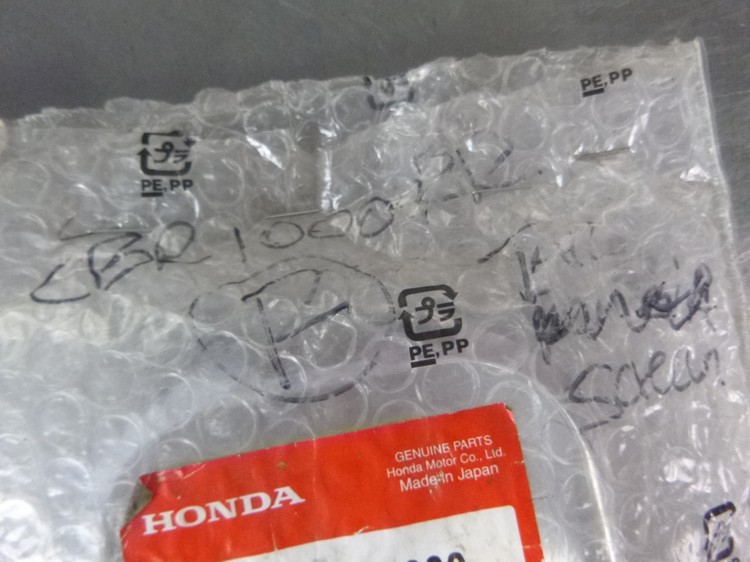 PE, PP
プラ
PE, PP
CBR1000RR
F
プラ
PE, PP
Screen
GENUINE PARTS
Honda Motor Co., Ltd.
Made in Japan
HONDA